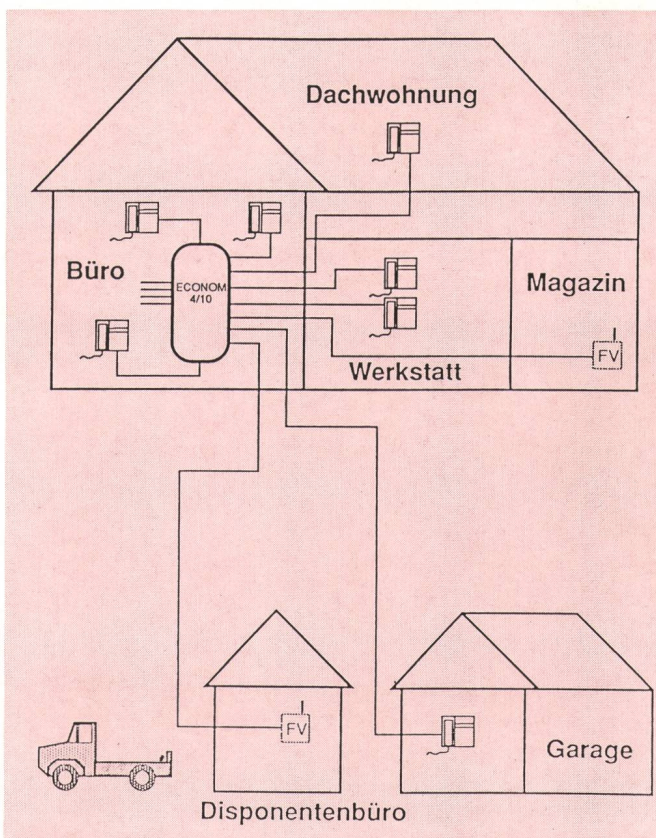 Dachwohnung
Büro
ECONOM
4/10
Magazin
FV
Werkstatt
FV
Garage
Disponentenbüro